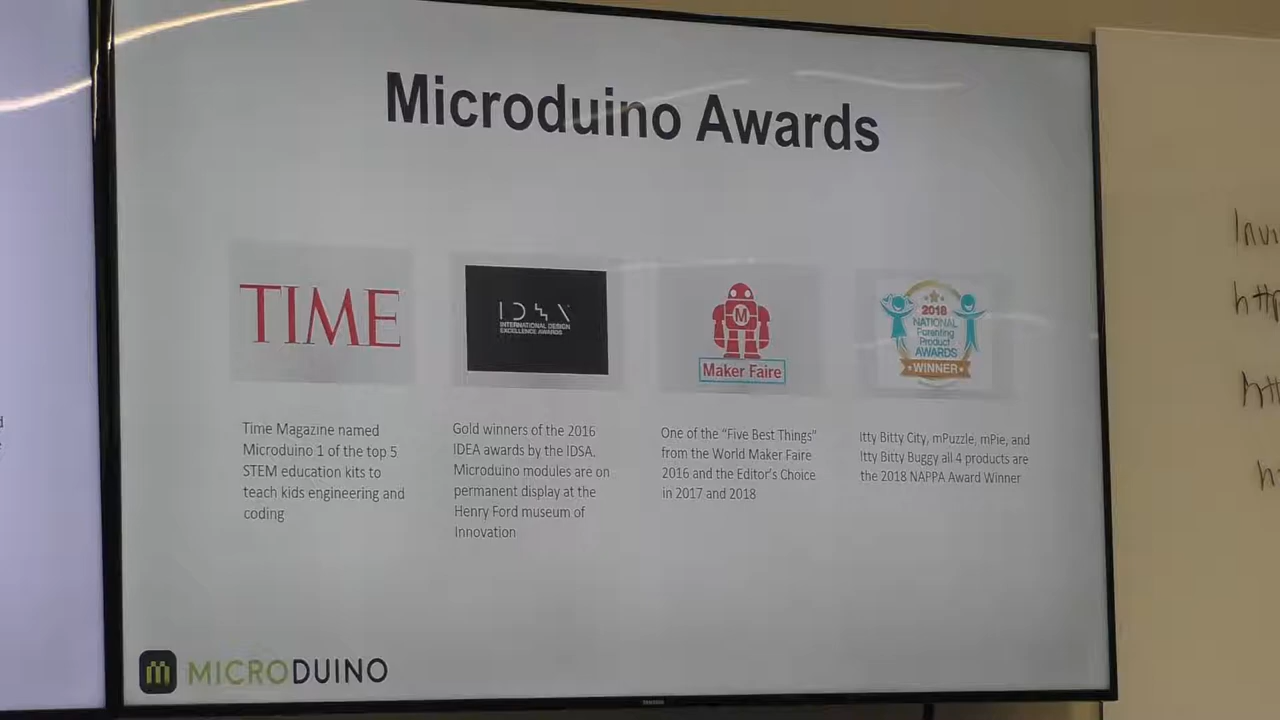 Microduino Awards
TIME
IDSA
INTERNATIONAL DESIGN
EXCELLENCE AWARDS
M
Maker Faire
2018
NATIONAL
Parenting
Product
AWARDS
WINNER
Time Magazine named
Microduino 1 of the top 5
STEM education kits to
teach kids engineering and
coding
Gold winners of the 2016
IDEA awards by the IDSA.
Microduino modules are on
permanent display at the
Henry Ford museum of
Innovation
One of the “Five Best Things”
from the World Maker Faire
2016 and the Editor's Choice
in 2017 and 2018
Itty Bitty City, mPuzzle, mPie, and
Itty Bitty Buggy all 4 products are
the 2018 NAPPA Award Winner
MICRODUINO